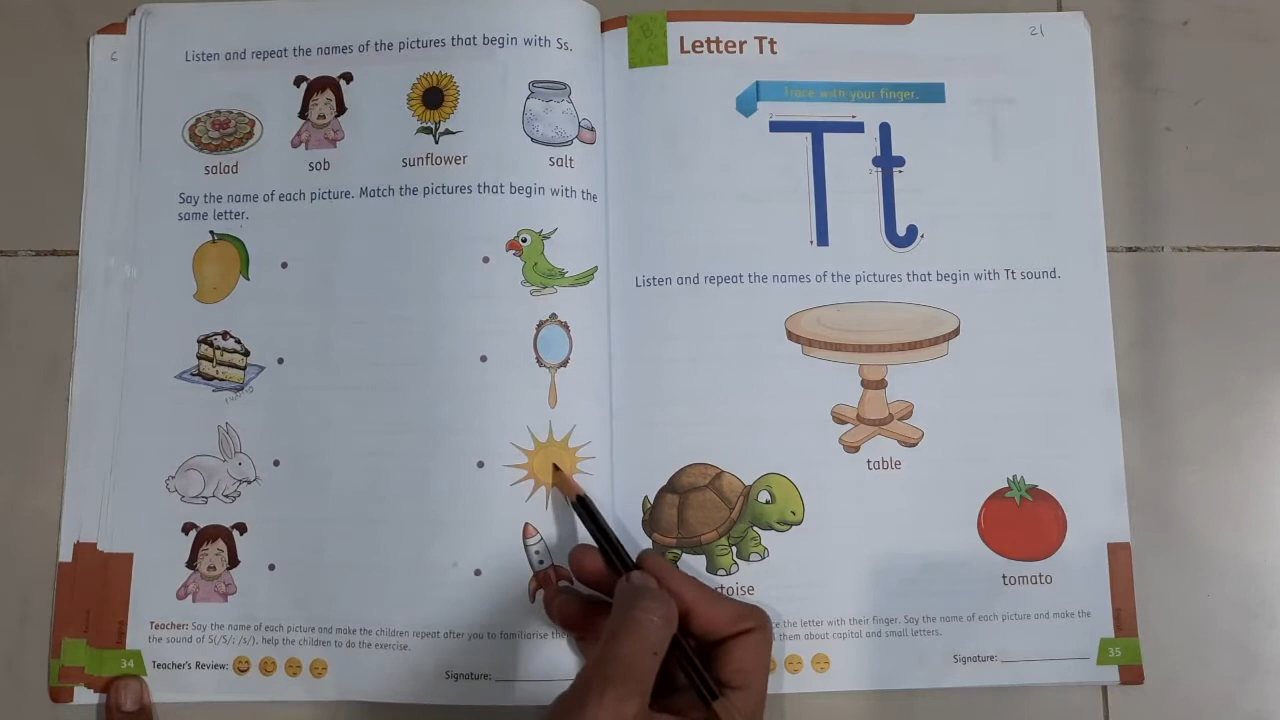 6
Listen and repeat the names of the pictures that begin with Ss.
salad
sob
sunflower
salt
Say the name of each picture. Match the pictures that begin with the
same letter.
Teacher: Say the name of each picture and make the children repeat after you to familiarise
the sound of S(/S/; /s/). help the children to do the exercise.
34
Teacher's Review:
Signature:
21
Letter Tt
Trace with your finger.
T t
Listen and repeat the names of the pictures that begin with Tt sound.
table
toise
tomato
the letter with their finger. Say the name of each picture and make the
them about capital and small letters.
Signature:
35